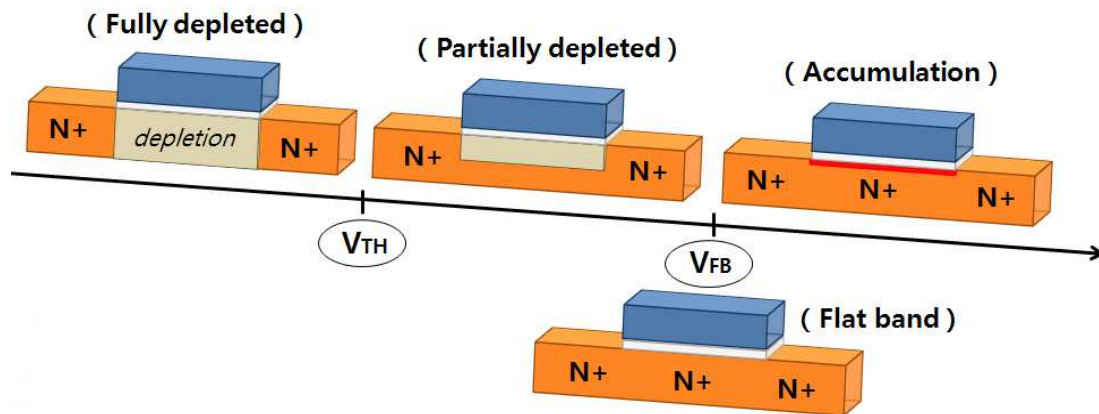 ( Fully depleted )
( Partially depleted )
( Accumulation )
N+ depletion N+
N+ N+
N+ N+ N+
VTH
VFB
( Flat band )
N+ N+ N+